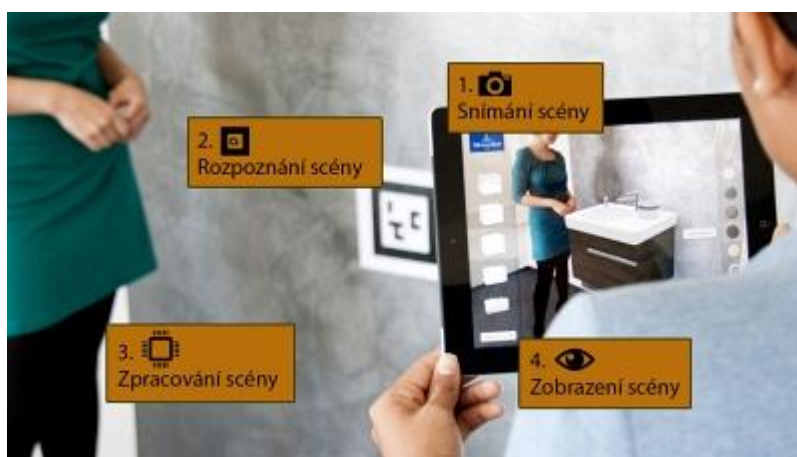 1.
Snímání scény
2.
Rozpoznání scény
3.
Zpracování scény
4.
Zobrazení scény